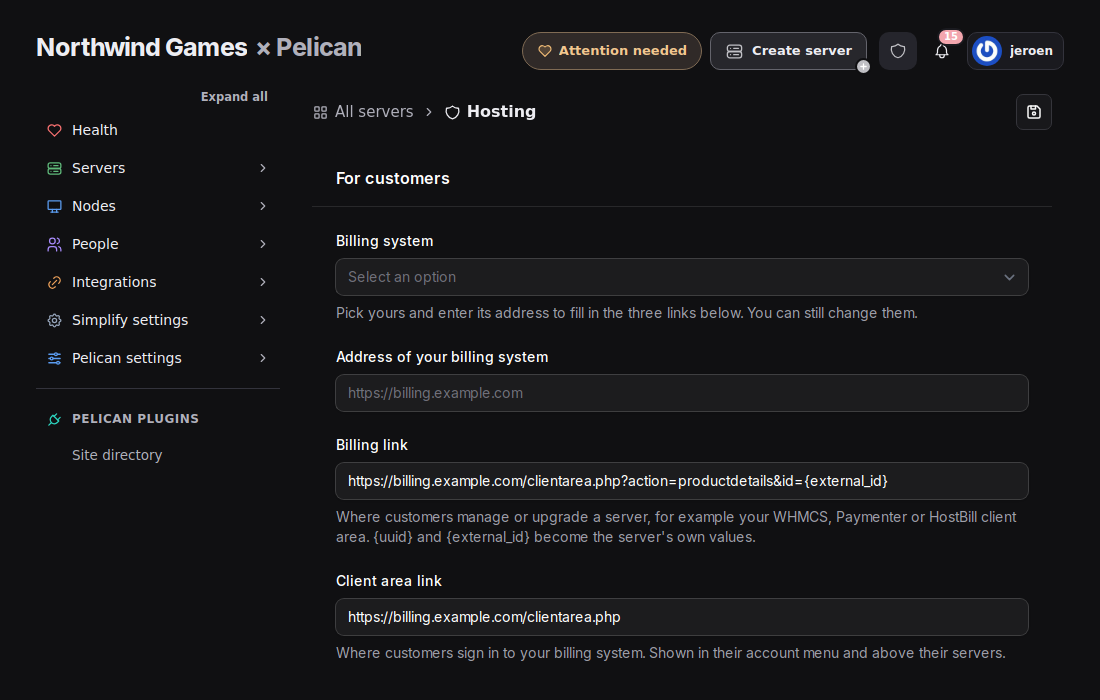 Northwind Games × Pelican
Attention needed
Create server
15
jeroen
Expand all
Health
Servers
Nodes
People
Integrations
Simplify settings
Pelican settings
PELICAN PLUGINS
Site directory
All servers > Hosting
For customers
Billing system
Select an option
Pick yours and enter its address to fill in the three links below. You can still change them.
Address of your billing system
https://billing.example.com
Billing link
https://billing.example.com/clientarea.php?action=productdetails&id={external_id}
Where customers manage or upgrade a server, for example your WHMCS, Paymenter or HostBill client
area. {uuid} and {external_id} become the server's own values.
Client area link
https://billing.example.com/clientarea.php
Where customers sign in to your billing system. Shown in their account menu and above their servers.